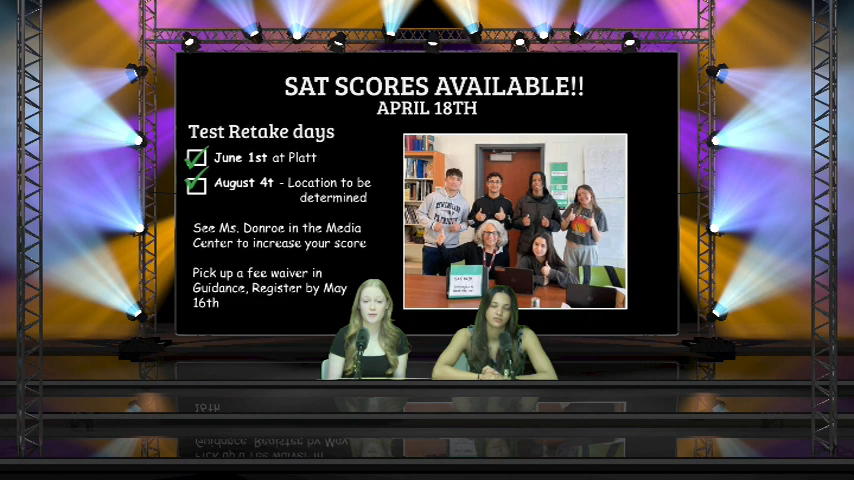 SAT SCORES AVAILABLE!!
APRIL 18TH
Test Retake days
June 1st at Platt
August 4t - Location to be
determined
See Ms. Donroe in the Media
Center to increase your score
Pick up a fee waiver in
Guidance, Register by May
16th